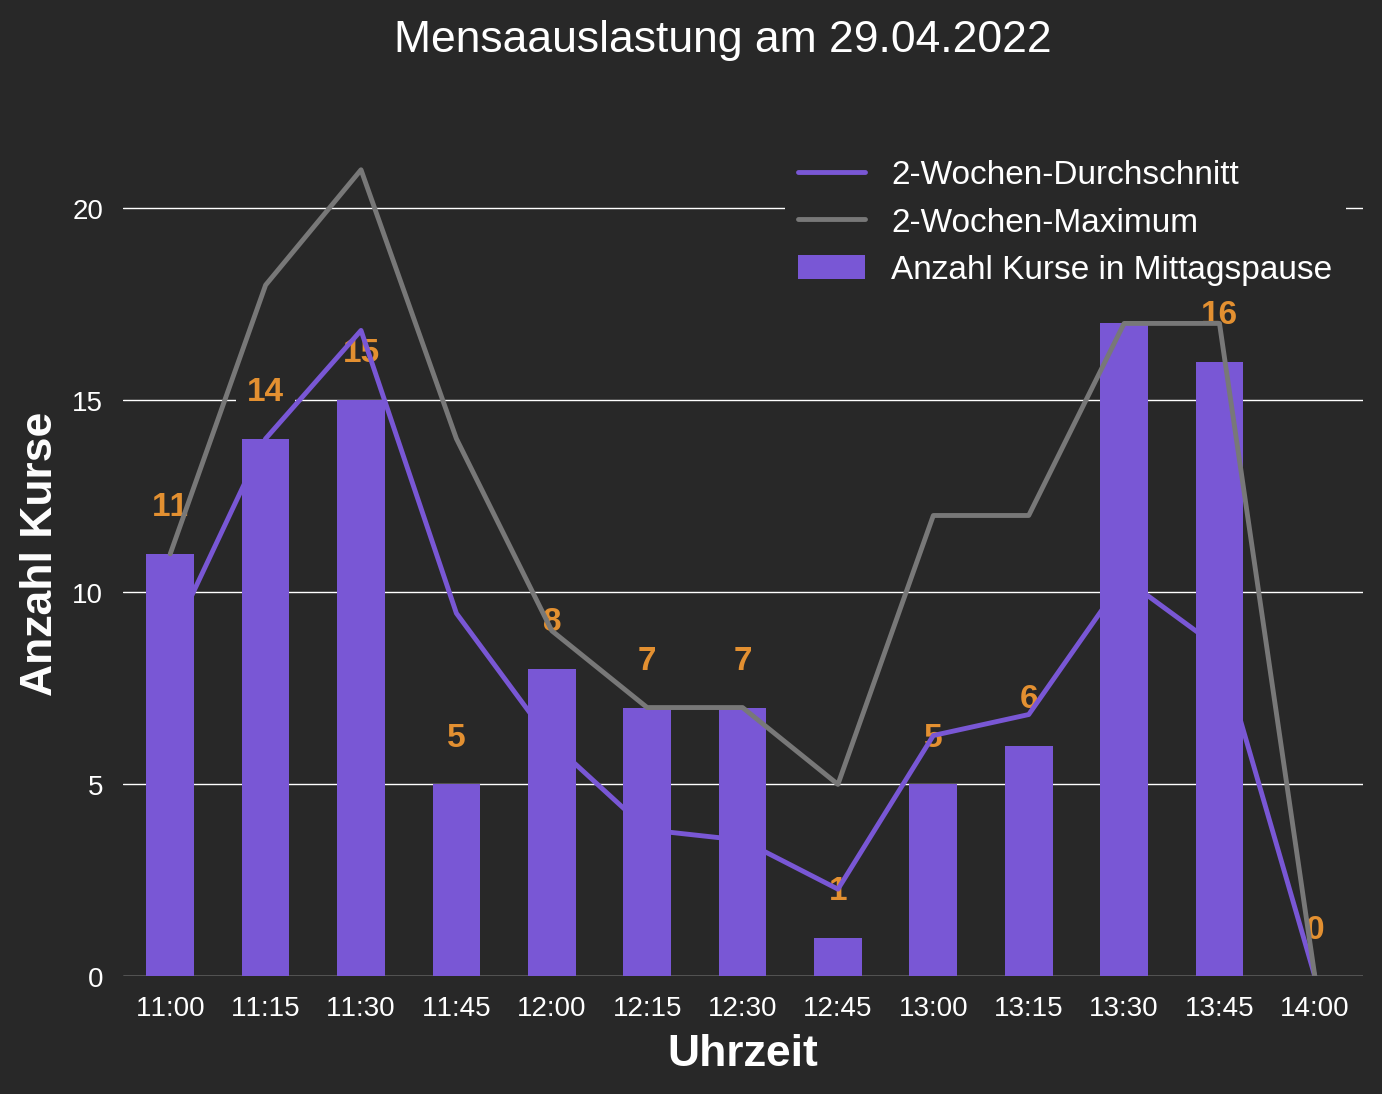 Mensaauslastung am 29.04.2022
2-Wochen-Durchschnitt
2-Wochen-Maximum
Anzahl Kurse in Mittagspause
Anzahl Kurse
20
15
10
5
0
11
14
15
5
8
7
7
1
5
6
16
0
11:00 11:15 11:30 11:45 12:00 12:15 12:30 12:45 13:00 13:15 13:30 13:45 14:00
Uhrzeit